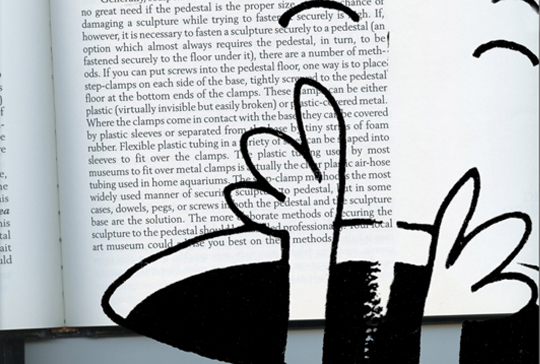 no great need if the pedestal is the proper size chance of
damaging a sculpture while trying to fasten securely is high. If,
however, it is necessary to fasten a sculpture securely to a pedestal (an
option which almost always requires the pedestal, in turn, to be
fastened securely to the floor under it), there are a number of meth-
ods. If you can put screws into the pedestal floor, one way is to place
step-clamps on each side of the base, tightly screwed to the pedestal
floor at the bottom ends of the clamps. These clamps can be either
plastic (virtually invisible but easily broken) or plastic-covered metal.
Where the clamps come in contact with the base, they can be covered
by plastic sleeves or separated from the base by tiny strips of foam
rubber. Flexible plastic tubing in a variety of can be shaped into
sleeves to fit over the clamps. The plastic tubing used by most
museums to fit over metal clamps is actually the clear plastic air-hose
tubing used in home aquariums. The step-clamp method is the most
widely used manner of securing sculpture to pedestal, but in some
cases, dowels, pegs, or screws in both the pedestal and the sculpture
base are the solution. The more elaborate methods of securing the
sculpture to the pedestal should professional. Your local
art museum could advise you best on the methods.